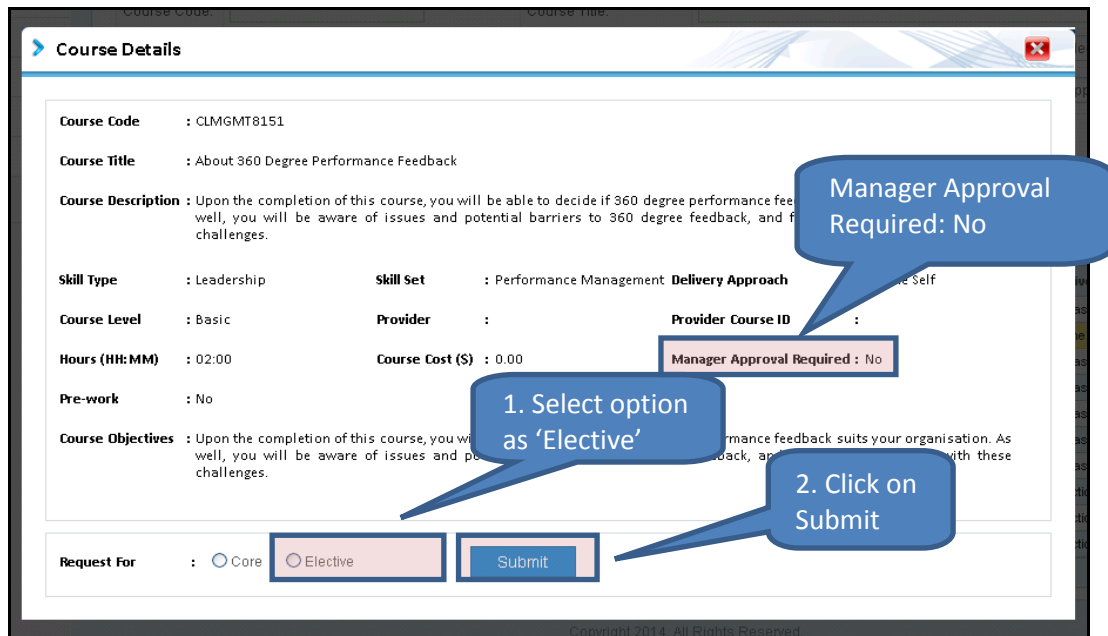 Course Code:
Course Title:
Course Details
Course Code : CLMGMT8151
Course Title : About 360 Degree Performance Feedback
Manager Approval
Required: No
Course Description : Upon the completion of this course, you will be able to decide if 360 degree performance
well, you will be aware of issues and potential barriers to 360 degree feedback, and
challenges.
Skill Type : Leadership Skill Set : Performance Management Delivery Approach Self
Course Level : Basic Provider : Provider Course ID :
Hours (HH:MM) : 02:00 Course Cost ($) : 0.00 Manager Approval Required : No
Pre-work : No
1. Select option
as ‘Elective’
Course Objectives : Upon the completion of this course, you feedback suits your organisation. As
well, you will be aware of issues and with these
challenges.
2. Click on
Submit
Request For : Core Elective Submit
Copyright 2014. All Rights Reserved